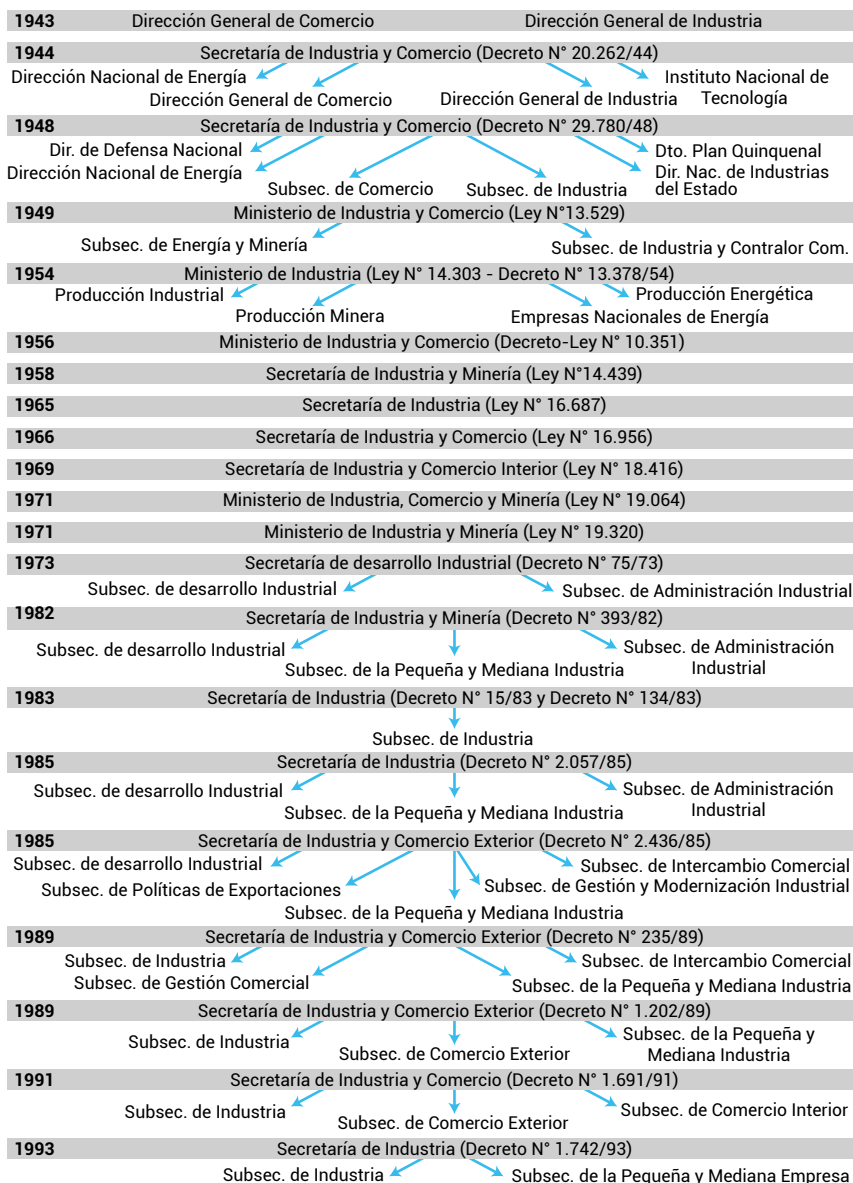 1943 Dirección General de Comercio Dirección General de Industria
1944 Secretaría de Industria y Comercio (Decreto N° 20.262/44)
Dirección Nacional de Energía
Dirección General de Comercio
Dirección General de Industria
Instituto Nacional de
Tecnología
1948 Secretaría de Industria y Comercio (Decreto N° 29.780/48)
Dir. de Defensa Nacional
Dirección Nacional de Energía
Subsec. de Comercio
Subsec. de Industria
Dto. Plan Quinquenal
Dir. Nac. de Industrias
del Estado
1949 Ministerio de Industria y Comercio (Ley N°13.529)
Subsec. de Energía y Minería
Subsec. de Industria y Contralor Com.
1954 Ministerio de Industria (Ley N° 14.303 - Decreto N° 13.378/54)
Producción Industrial
Producción Minera
Empresas Nacionales de Energía
Producción Energética
1956 Ministerio de Industria y Comercio (Decreto-Ley N° 10.351)
1958 Secretaría de Industria y Minería (Ley N°14.439)
1965 Secretaría de Industria (Ley N° 16.687)
1966 Secretaría de Industria y Comercio (Ley N° 16.956)
1969 Secretaría de Industria y Comercio Interior (Ley N° 18.416)
1971 Ministerio de Industria, Comercio y Minería (Ley N° 19.064)
1971 Ministerio de Industria y Minería (Ley N° 19.320)
1973 Secretaría de desarrollo Industrial (Decreto N° 75/73)
Subsec. de desarrollo Industrial
Subsec. de Administración Industrial
1982 Secretaría de Industria y Minería (Decreto N° 393/82)
Subsec. de desarrollo Industrial
Subsec. de la Pequeña y Mediana Industria
Subsec. de Administración
Industrial
1983 Secretaría de Industria (Decreto N° 15/83 y Decreto N° 134/83)
Subsec. de Industria
1985 Secretaría de Industria (Decreto N° 2.057/85)
Subsec. de desarrollo Industrial
Subsec. de la Pequeña y Mediana Industria
Subsec. de Administración
Industrial
1985 Secretaría de Industria y Comercio Exterior (Decreto N° 2.436/85)
Subsec. de desarrollo Industrial
Subsec. de Políticas de Exportaciones
Subsec. de la Pequeña y Mediana Industria
Subsec. de Intercambio Comercial
Subsec. de Gestión y Modernización Industrial
1989 Secretaría de Industria y Comercio Exterior (Decreto N° 235/89)
Subsec. de Industria
Subsec. de Gestión Comercial
Subsec. de Intercambio Comercial
Subsec. de la Pequeña y Mediana Industria
1989 Secretaría de Industria y Comercio Exterior (Decreto N° 1.202/89)
Subsec. de Industria
Subsec. de Comercio Exterior
Subsec. de la Pequeña y
Mediana Industria
1991 Secretaría de Industria y Comercio (Decreto N° 1.691/91)
Subsec. de Industria
Subsec. de Comercio Exterior
Subsec. de Comercio Interior
1993 Secretaría de Industria (Decreto N° 1.742/93)
Subsec. de Industria
Subsec. de la Pequeña y Mediana Empresa